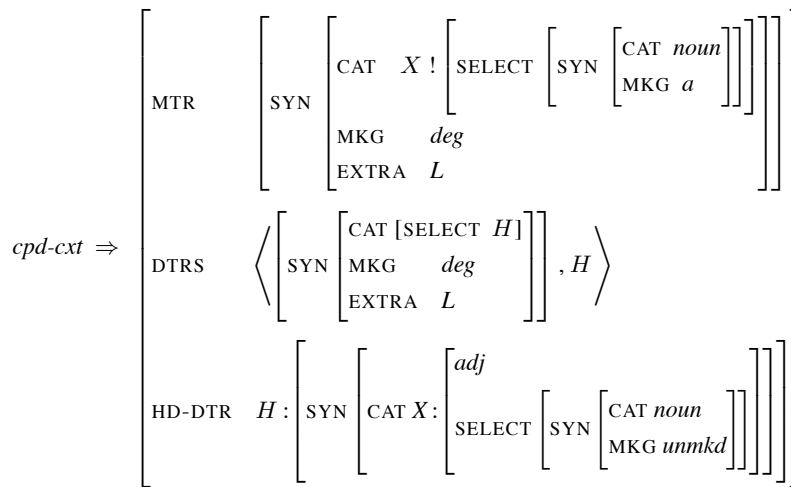 CAT X ! SELECT SYN CAT noun
MKG a
MTR SYN
MKG deg
EXTRA L
CAT [SELECT H]
cpd-cxt ⇒ DTRS ⟨ SYN MKG deg , H ⟩
EXTRA L
adj
HD-DTR H : SYN CAT X : SELECT SYN CAT noun
MKG unmkd